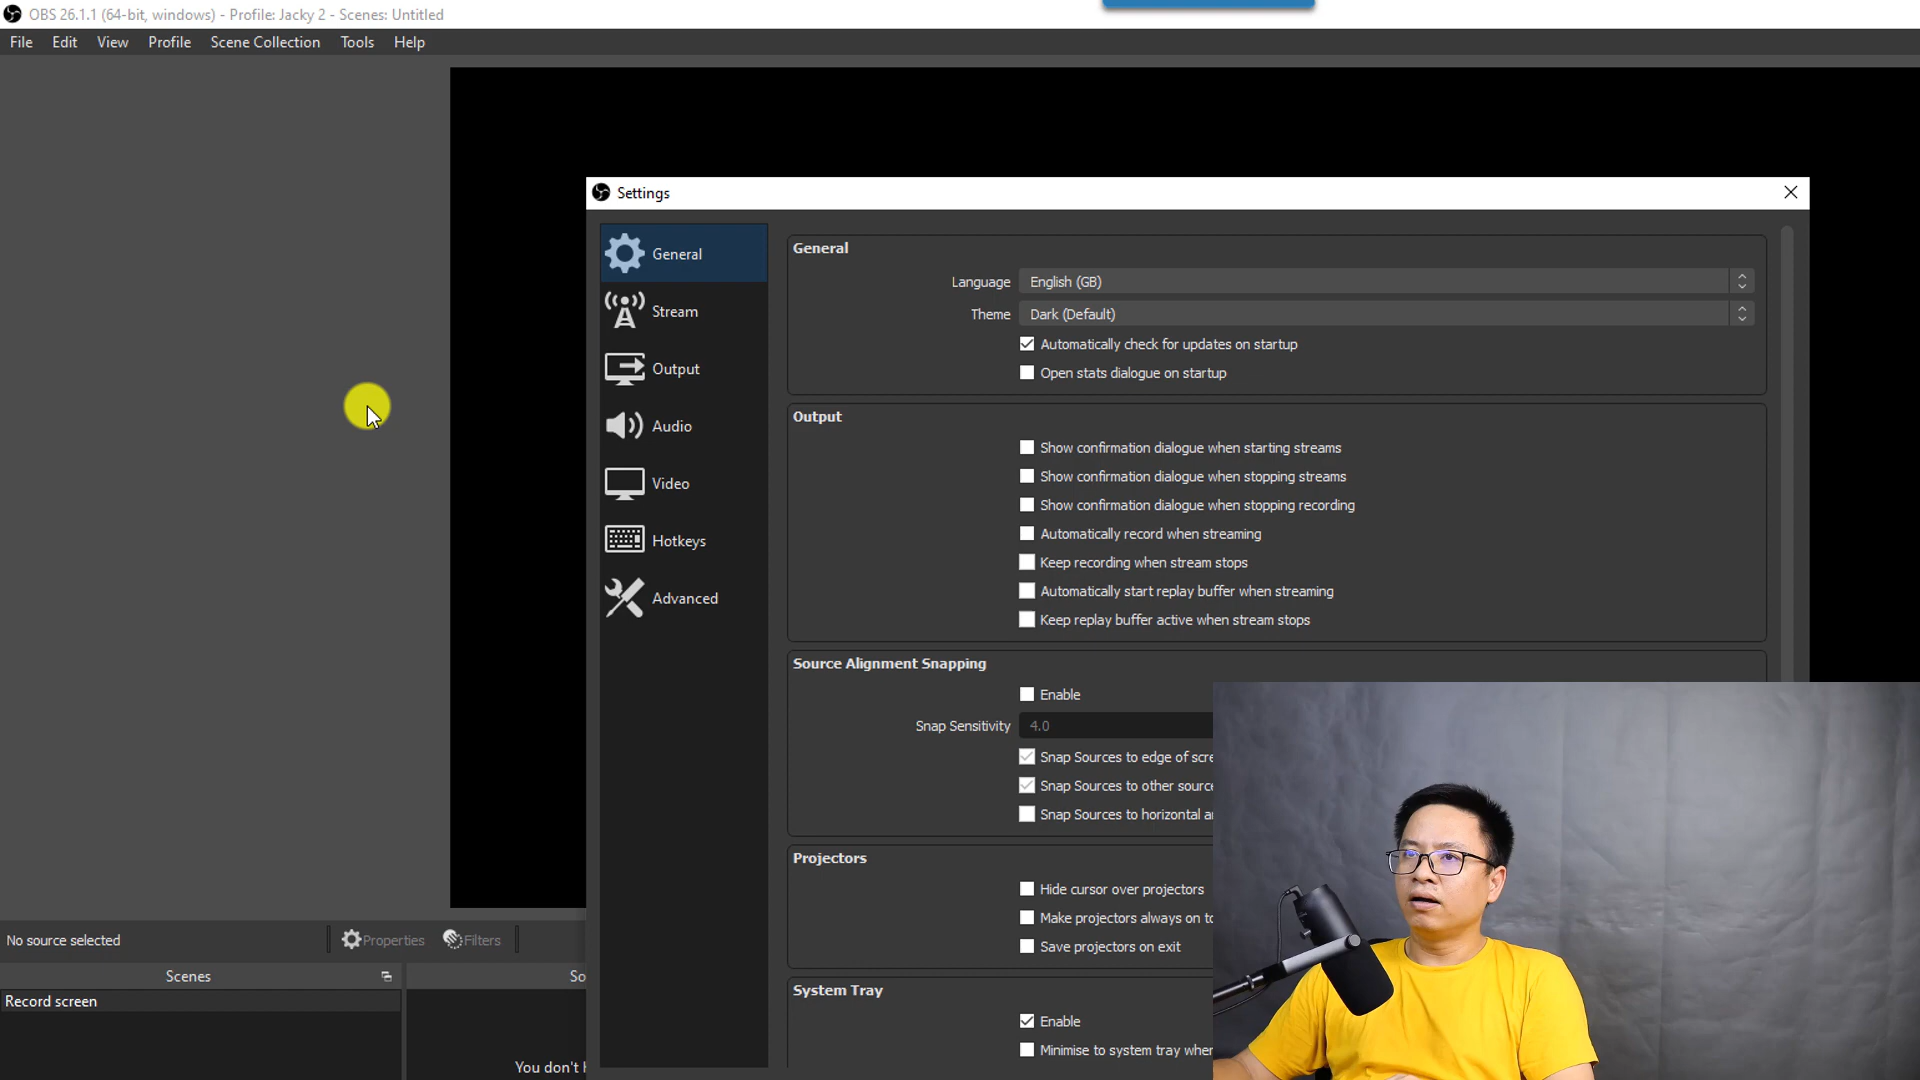 OBS 26.1.1 (64-bit, windows) - Profile: Jacky 2 - Scenes: Untitled
File Edit View Profile Scene Collection Tools Help
Settings
General
Stream
Output
Audio
Video
Hotkeys
Advanced
General
Language English (GB)
Theme Dark (Default)
Automatically check for updates on startup
Open stats dialogue on startup
Output
Show confirmation dialogue when starting streams
Show confirmation dialogue when stopping streams
Show confirmation dialogue when stopping recording
Automatically record when streaming
Keep recording when stream stops
Automatically start replay buffer when streaming
Keep replay buffer active when stream stops
Source Alignment Snapping
Enable
Snap Sensitivity 4.0
Snap Sources to edge of scre
Snap Sources to other source
Snap Sources to horizontal a
Projectors
Hide cursor over projectors
Make projectors always on to
Save projectors on exit
System Tray
Enable
Minimise to system tray wher
No source selected Properties Filters
Scenes So
Record screen
You don't